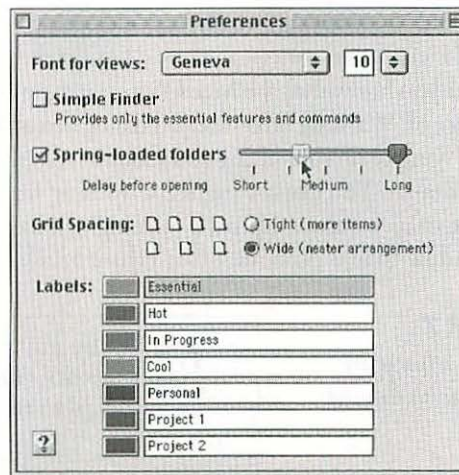 Preferences
Font for views: Geneva 10
Simple Finder
Provides only the essential features and commands
Spring-loaded folders
Delay before opening Short Medium Long
Grid Spacing: Tight (more items)
Wide (neater arrangement)
Labels: Essential
Hot
In Progress
Cool
Personal
Project 1
Project 2
?